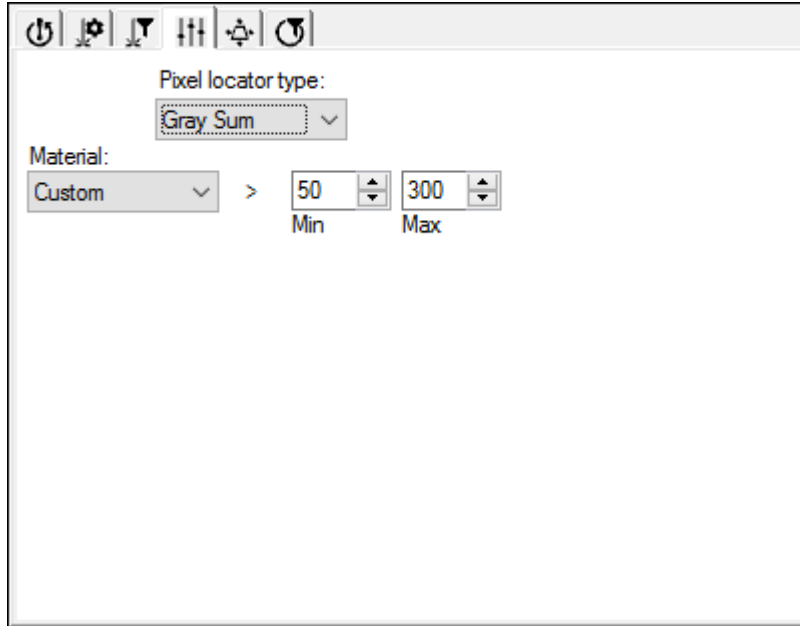 Pixel locator type:
Gray Sum
Material:
Custom > 50 300
Min Max